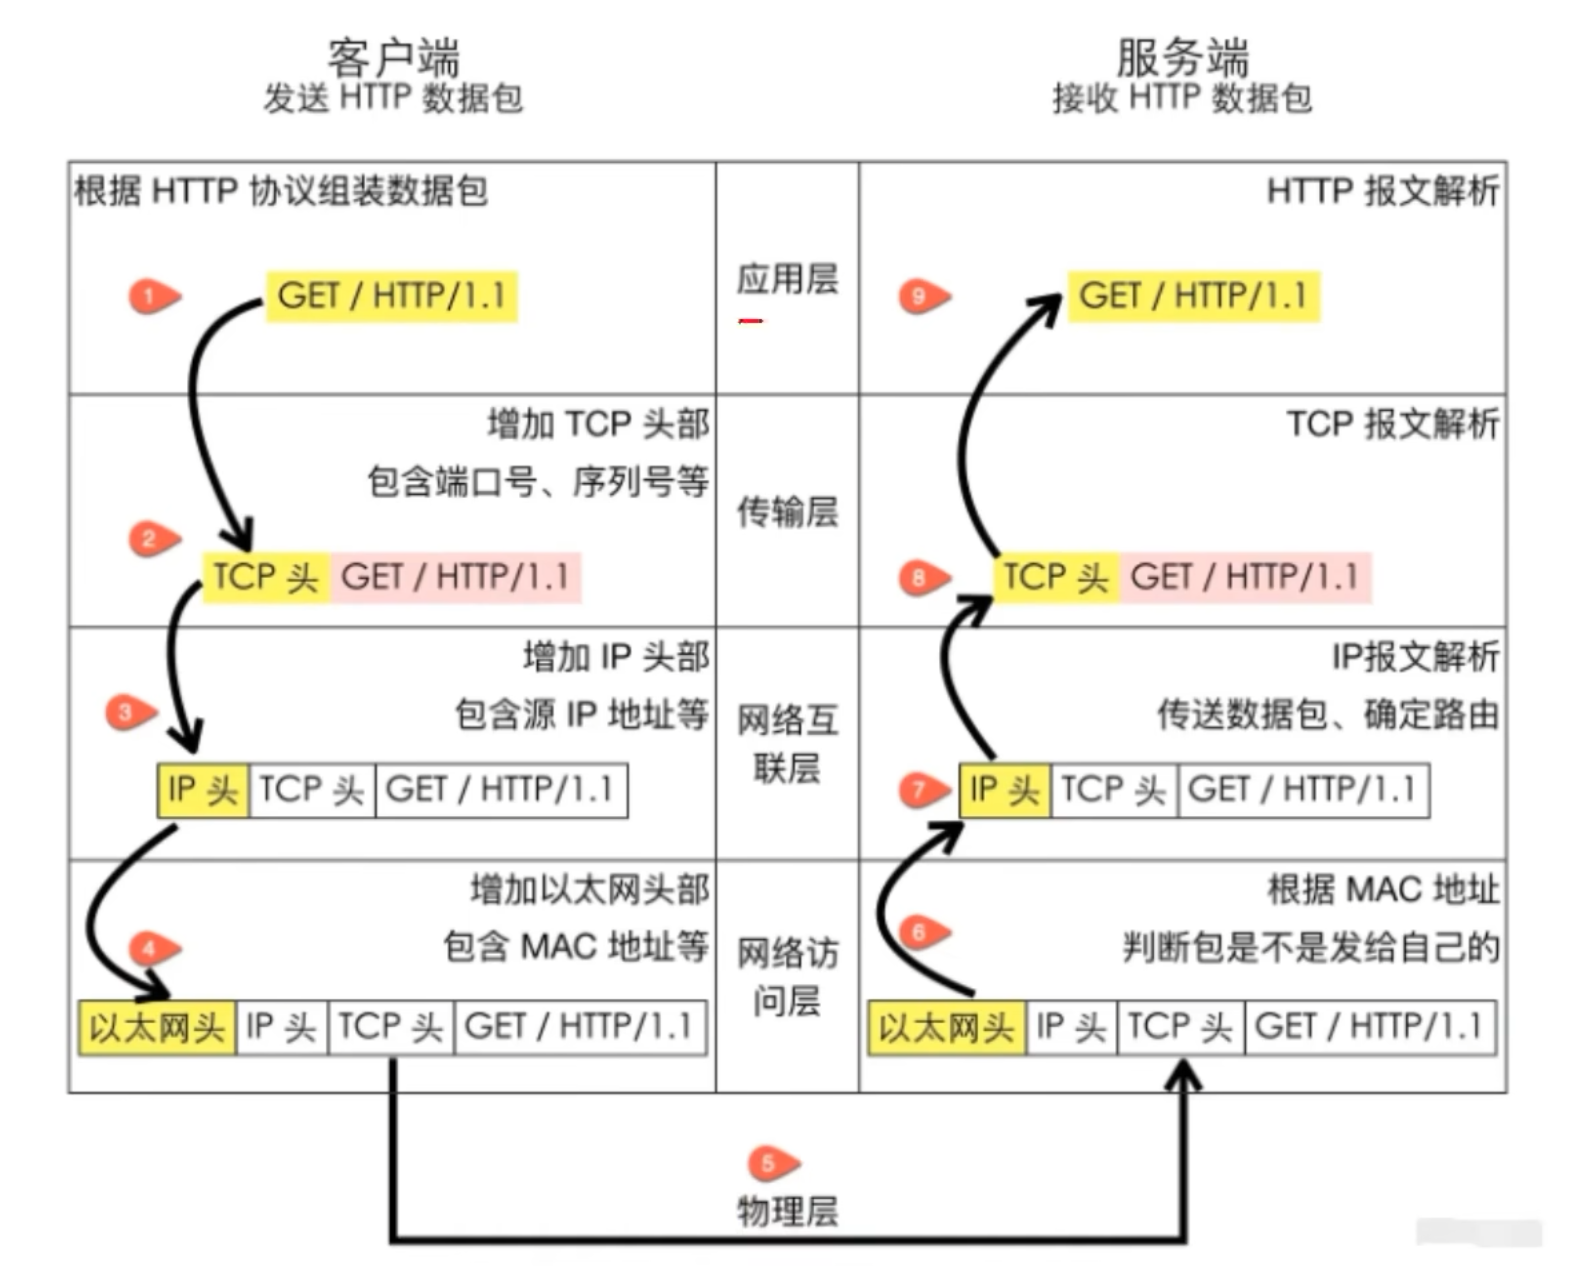 客户端
发送 HTTP 数据包
服务端
接收 HTTP 数据包
根据 HTTP 协议组装数据包
1
GET / HTTP/1.1
应用层
HTTP 报文解析
9
GET / HTTP/1.1
增加 TCP 头部
包含端口号、序列号等
2
TCP 头 GET / HTTP/1.1
传输层
TCP 报文解析
8
TCP 头 GET / HTTP/1.1
增加 IP 头部
包含源 IP 地址等
3
IP 头 TCP 头 GET / HTTP/1.1
网络互
联层
IP报文解析
传送数据包、确定路由
7
IP 头 TCP 头 GET / HTTP/1.1
增加以太网头部
包含 MAC 地址等
4
以太网头 IP 头 TCP 头 GET / HTTP/1.1
网络访
问层
根据 MAC 地址
判断包是不是发给自己的
6
以太网头 IP 头 TCP 头 GET / HTTP/1.1
5
物理层